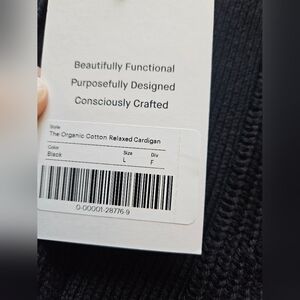 Beautifully Functional
Purposefully Designed
Consciously Crafted
Style
The Organic Cotton Relaxed Cardigan
Color Size Div
Black L F
0-00001-28776-9